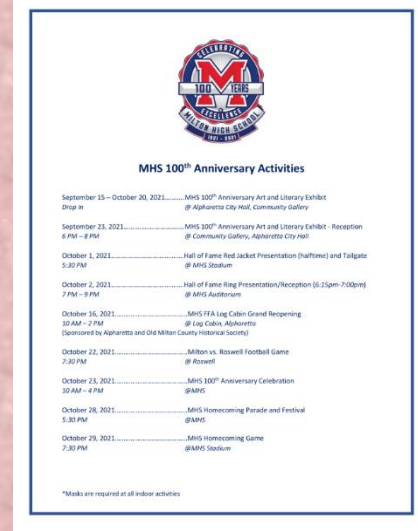 CELEBRATING
M
100 YEARS
EXCELLENCE
MILTON HIGH SCHOOL
1921 - 2021
MHS 100th Anniversary Activities
September 15 – October 20, 2021..........MHS 100th Anniversary Art and Literary Exhibit
Drop in @ Alpharetta City Hall, Community Gallery
September 23, 2021..............................MHS 100th Anniversary Art and Literary Exhibit - Reception
6 PM – 8 PM @ Community Gallery, Alpharetta City Hall
October 1, 2021....................................Hall of Fame Red Jacket Presentation (halftime) and Tailgate
5:30 PM @ MHS Stadium
October 2, 2021....................................Hall of Fame Ring Presentation/Reception (6:15pm-7:00pm)
7 PM – 9 PM @ MHS Auditorium
October 16, 2021...................................MHS FFA Log Cabin Grand Reopening
10 AM – 2 PM @ Log Cabin, Alpharetta
(Sponsored by Alpharetta and Old Milton County Historical Society)
October 22, 2021...................................Milton vs. Roswell Football Game
7:30 PM @ Roswell
October 23, 2021...................................MHS 100th Anniversary Celebration
10 AM – 4 PM @MHS
October 28, 2021...................................MHS Homecoming Parade and Festival
5:30 PM @MHS
October 29, 2021...................................MHS Homecoming Game
7:30 PM @MHS Stadium
*Masks are required at all indoor activities